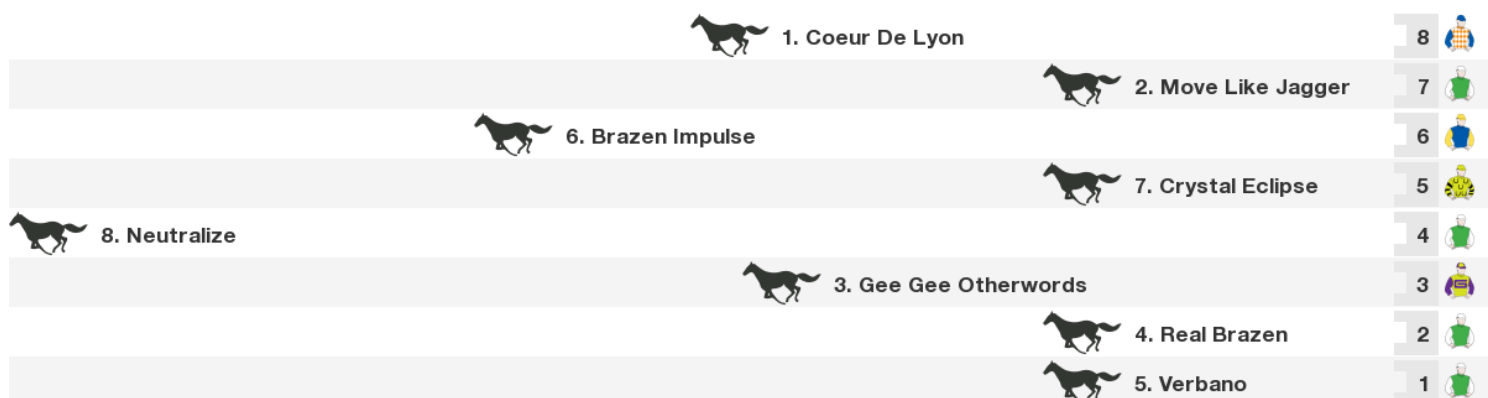 1. Coeur De Lyon 8
2. Move Like Jagger 7
6. Brazen Impulse 6
7. Crystal Eclipse 5
8. Neutralize 4
3. Gee Gee Otherwords 3 G
4. Real Brazen 2
5. Verbano 1